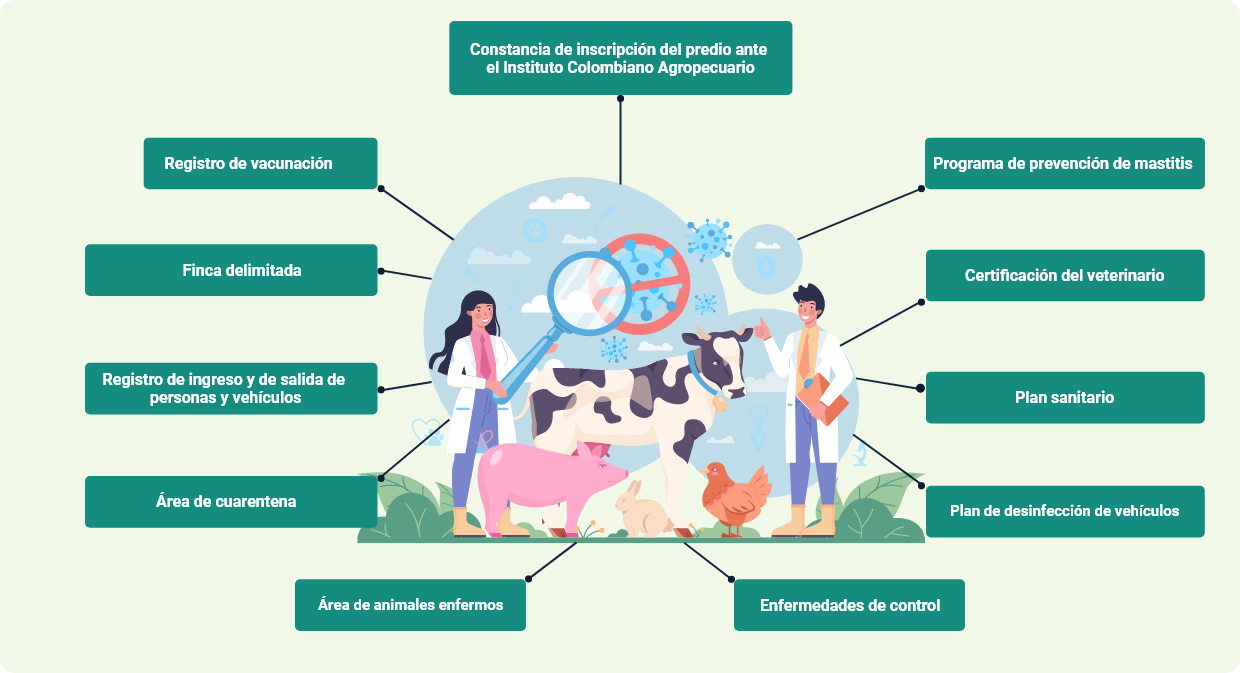 Constancia de inscripción del predio ante
el Instituto Colombiano Agropecuario
Registro de vacunación
Programa de prevención de mastitis
Finca delimitada
Certificación del veterinario
Registro de ingreso y de salida de
personas y vehículos
Plan sanitario
Área de cuarentena
Plan de desinfección de vehículos
Área de animales enfermos
Enfermedades de control